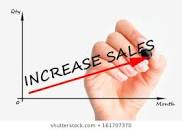 Qty
INCREASE SALES
0
Month
shutterstock.com • 161707370